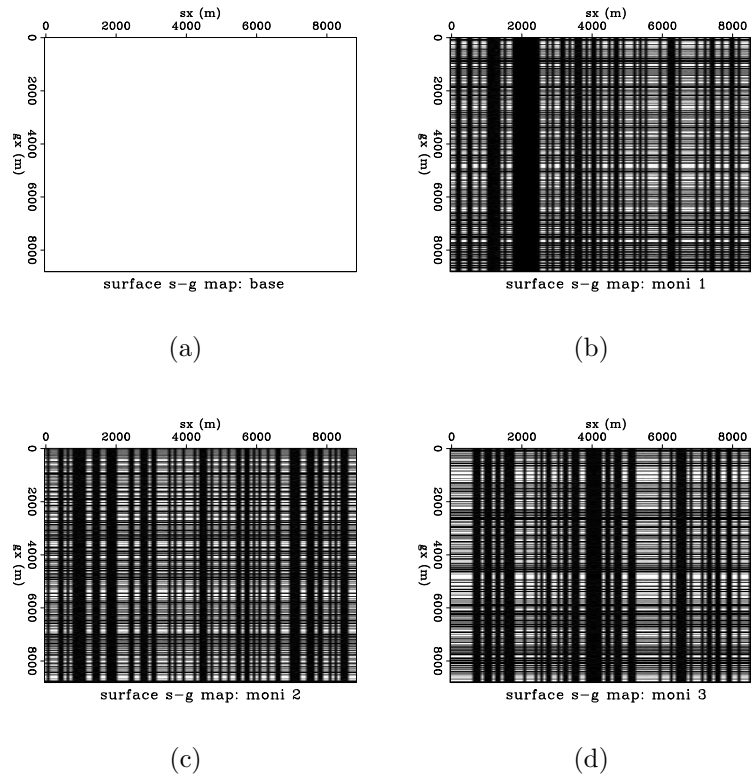 sx (m)
0 2000 4000 6000 8000
0 2000 4000 6000 8000
gx (m)
surface s-g map: base
(a)
sx (m)
0 2000 4000 6000 8000
0 2000 4000 6000 8000
gx (m)
surface s-g map: moni 1
(b)
sx (m)
0 2000 4000 6000 8000
0 2000 4000 6000 8000
gx (m)
surface s-g map: moni 2
(c)
sx (m)
0 2000 4000 6000 8000
0 2000 4000 6000 8000
gx (m)
surface s-g map: moni 3
(d)